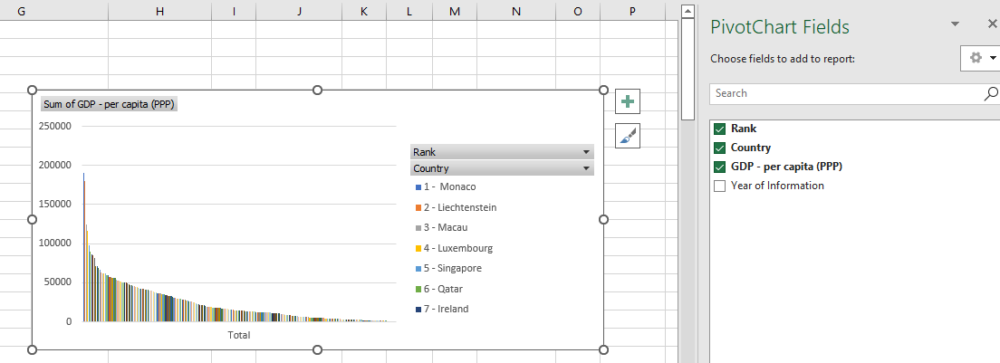 G H I J K L M N O P
PivotChart Fields
Choose fields to add to report:
Search
Rank
Country
GDP - per capita (PPP)
Year of Information
Sum of GDP - per capita (PPP)
250000
200000
150000
100000
50000
0
Total
Rank
Country
1 - Monaco
2 - Liechtenstein
3 - Macau
4 - Luxembourg
5 - Singapore
6 - Qatar
7 - Ireland